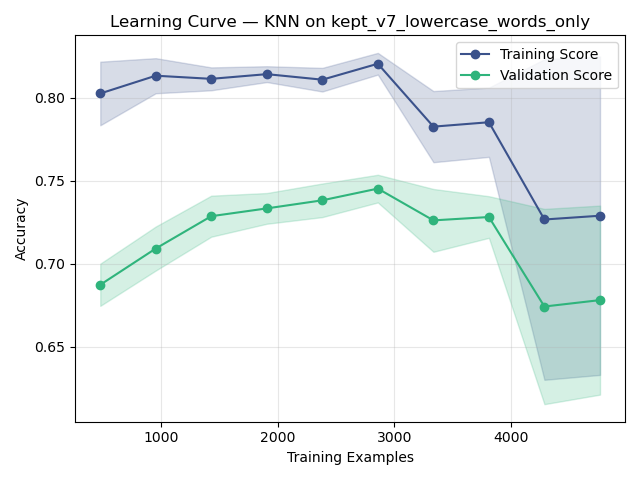 Learning Curve — KNN on kept_v7_lowercase_words_only
Training Score
Validation Score
Accuracy
0.80
0.75
0.70
0.65
1000 2000 3000 4000
Training Examples